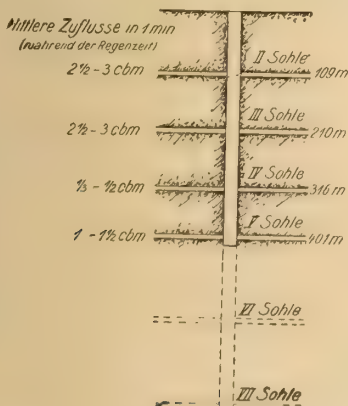 Mittlere Zuflüsse in 1 min
(während der Regenzeit)
II Sohle
2½ - 3 cbm
109 m
III Sohle
2½ - 3 cbm
210 m
IV Sohle
⅓ - ½ cbm
316 m
V Sohle
1 - 1½ cbm
401 m
VI Sohle
VII Sohle